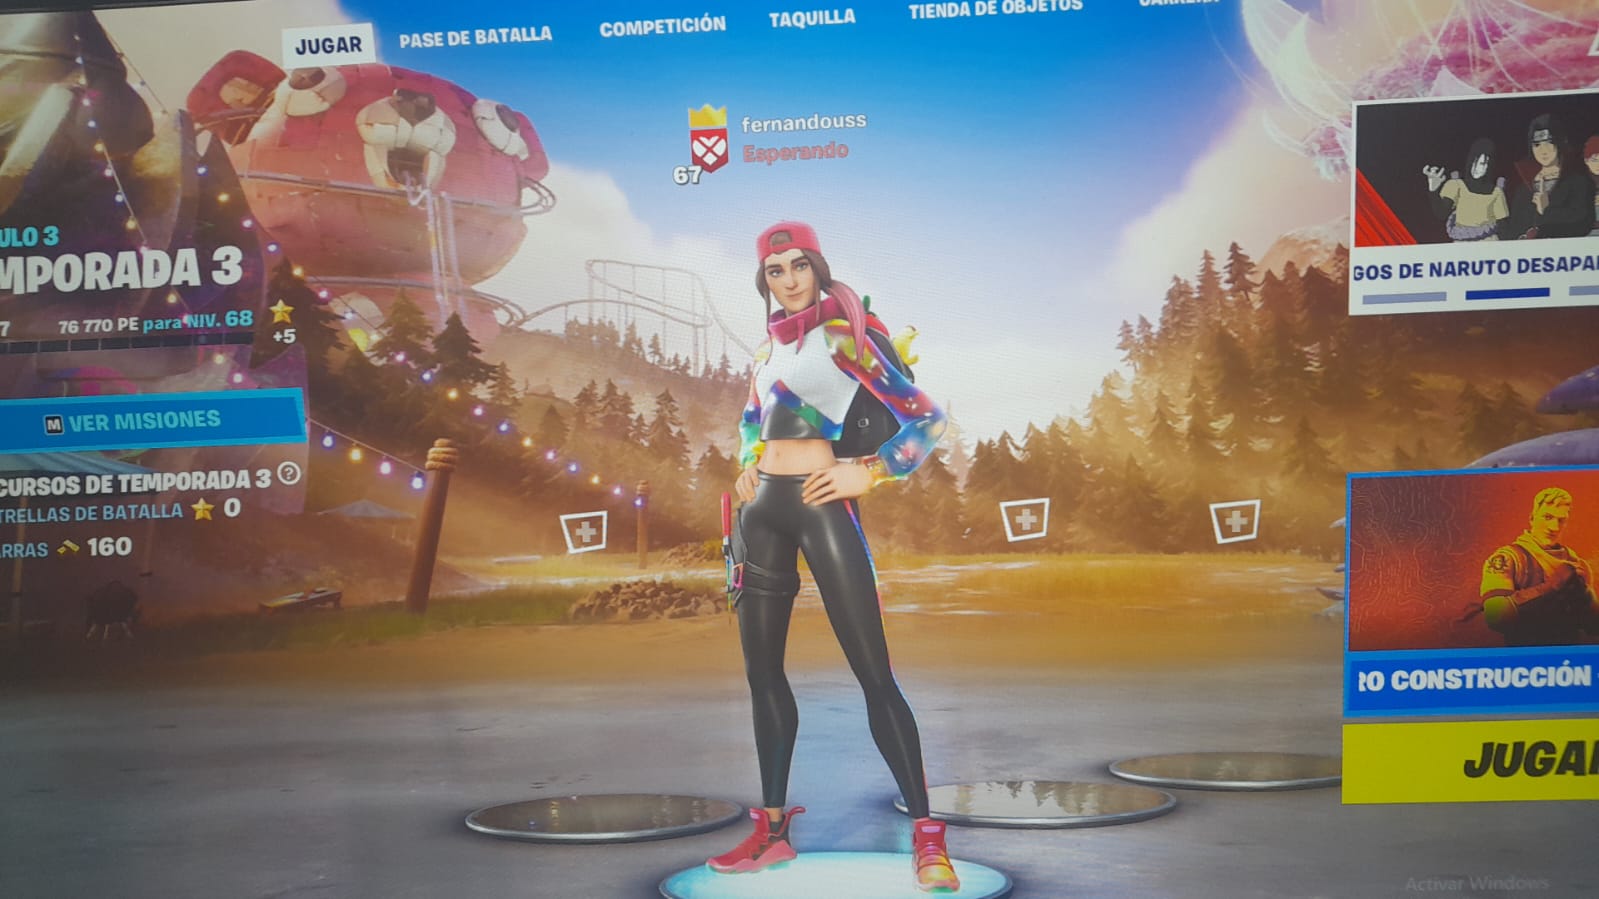 JUGAR
PASE DE BATALLA
COMPETICIÓN
TAQUILLA
TIENDA DE OBJETOS
fernandouss
Esperando
67
ULO 3
MPORADA 3
7
76 770 PE para NIV. 68
+5
M VER MISIONES
CURSOS DE TEMPORADA 3 ?
TRELLAS DE BATALLA 0
RRAS 160
GOS DE NARUTO DESAPA
RO CONSTRUCCIÓN
JUGA
Activar Windows